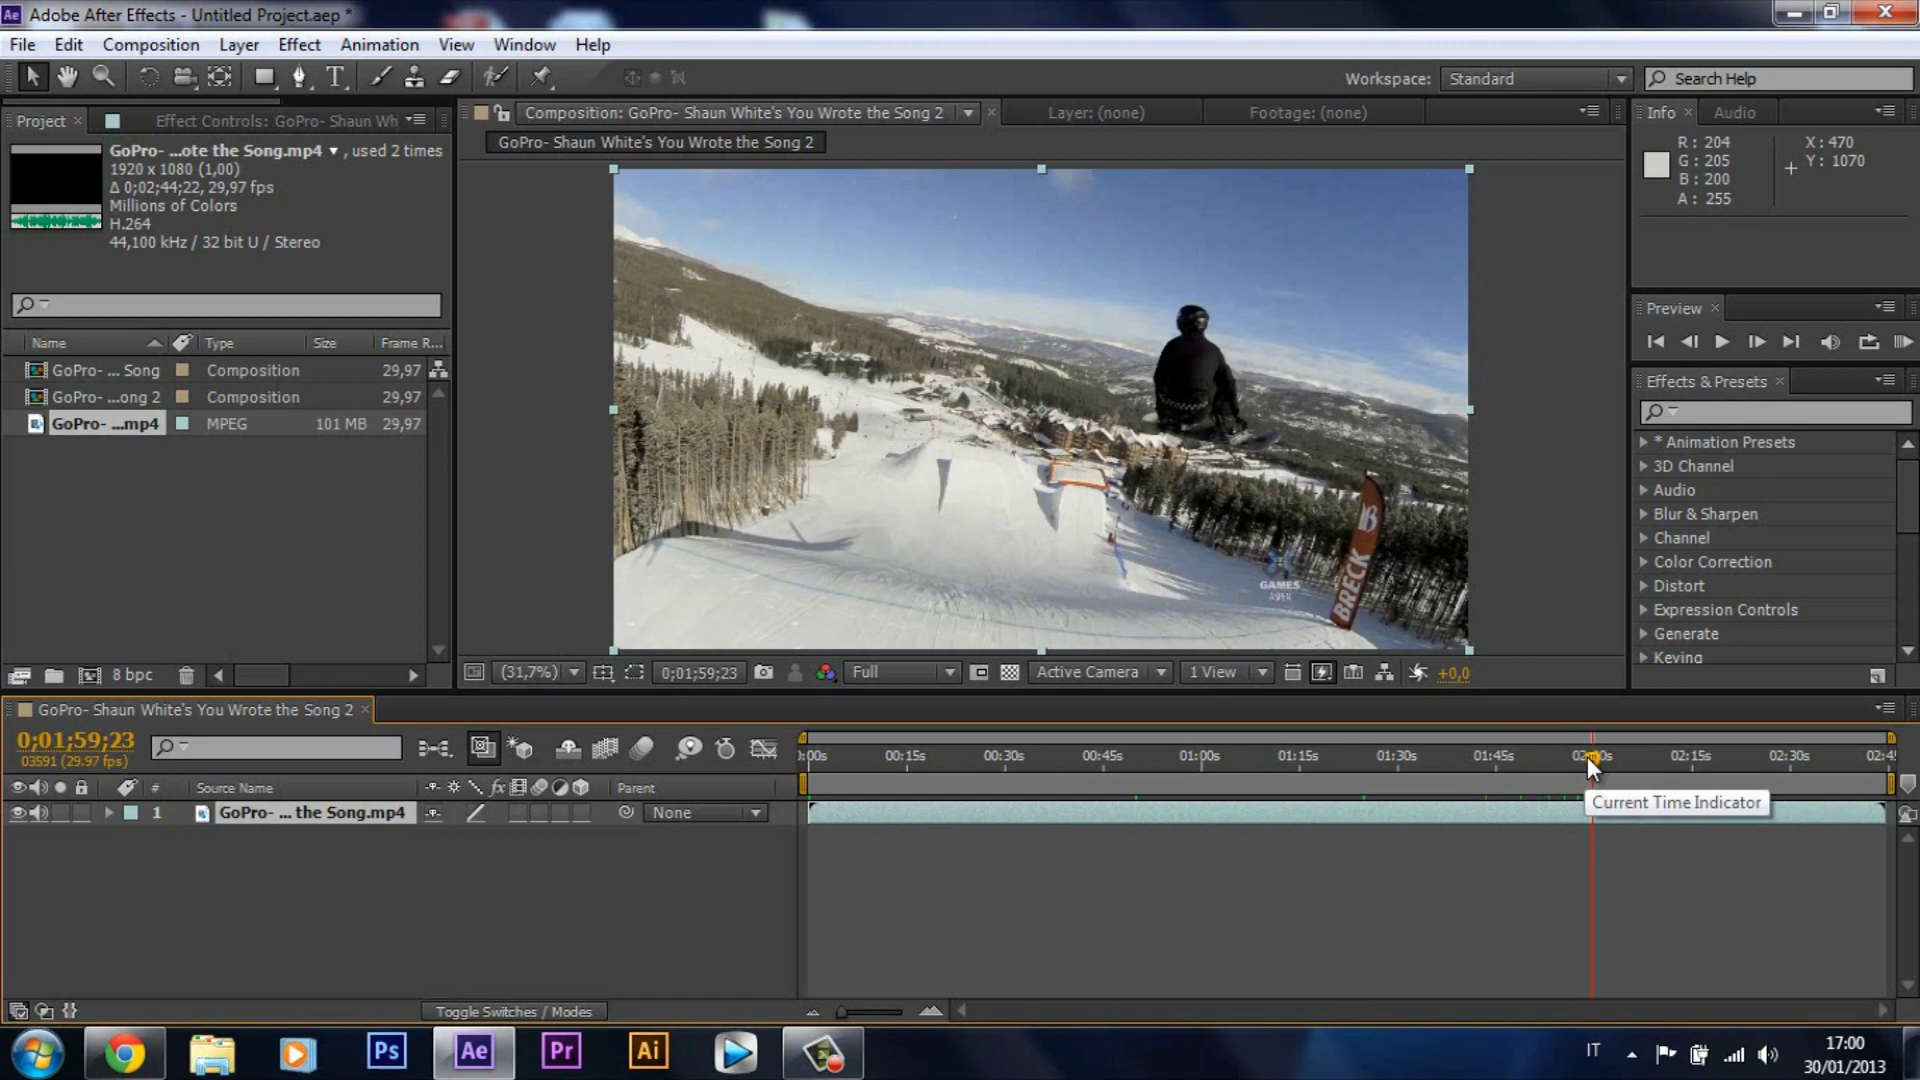 Adobe After Effects - Untitled Project.aep *
File Edit Composition Layer Effect Animation View Window Help
Workspace: Standard
Search Help
Project
Effect Controls: GoPro- Shaun Wh
Composition: GoPro- Shaun White's You Wrote the Song 2
Layer: (none)
Footage: (none)
Info
Audio
GoPro- Shaun White's You Wrote the Song 2
GoPro- ...ote the Song.mp4 ▼, used 2 times
1920 x 1080 (1,00)
Δ 0;02;44;22, 29,97 fps
Millions of Colors
H.264
44,100 kHz / 32 bit U / Stereo
R: 204
G: 205
B: 200
A: 255
X: 470
Y: 1070
Name Type Size Frame R...
GoPro- ... Song Composition 29,97
GoPro- ...ong 2 Composition 29,97
GoPro- ...mp4 MPEG 101 MB 29,97
8 bpc
GAMES
ASPEN
BRECK
Preview
Effects & Presets
* Animation Presets
3D Channel
Audio
Blur & Sharpen
Channel
Color Correction
Distort
Expression Controls
Generate
Keying
(31,7%) 0;01;59;23 Full Active Camera 1 View +0,0
GoPro- Shaun White's You Wrote the Song 2
0;01;59;23
03591 (29.97 fps)
:00s 00:15s 00:30s 00:45s 01:00s 01:15s 01:30s 01:45s 02:00s 02:15s 02:30s 02:45
# Source Name fx Parent
1 GoPro- ... the Song.mp4 None
Current Time Indicator
Toggle Switches / Modes
Ps Ae Pr Ai
IT
17:00
30/01/2013